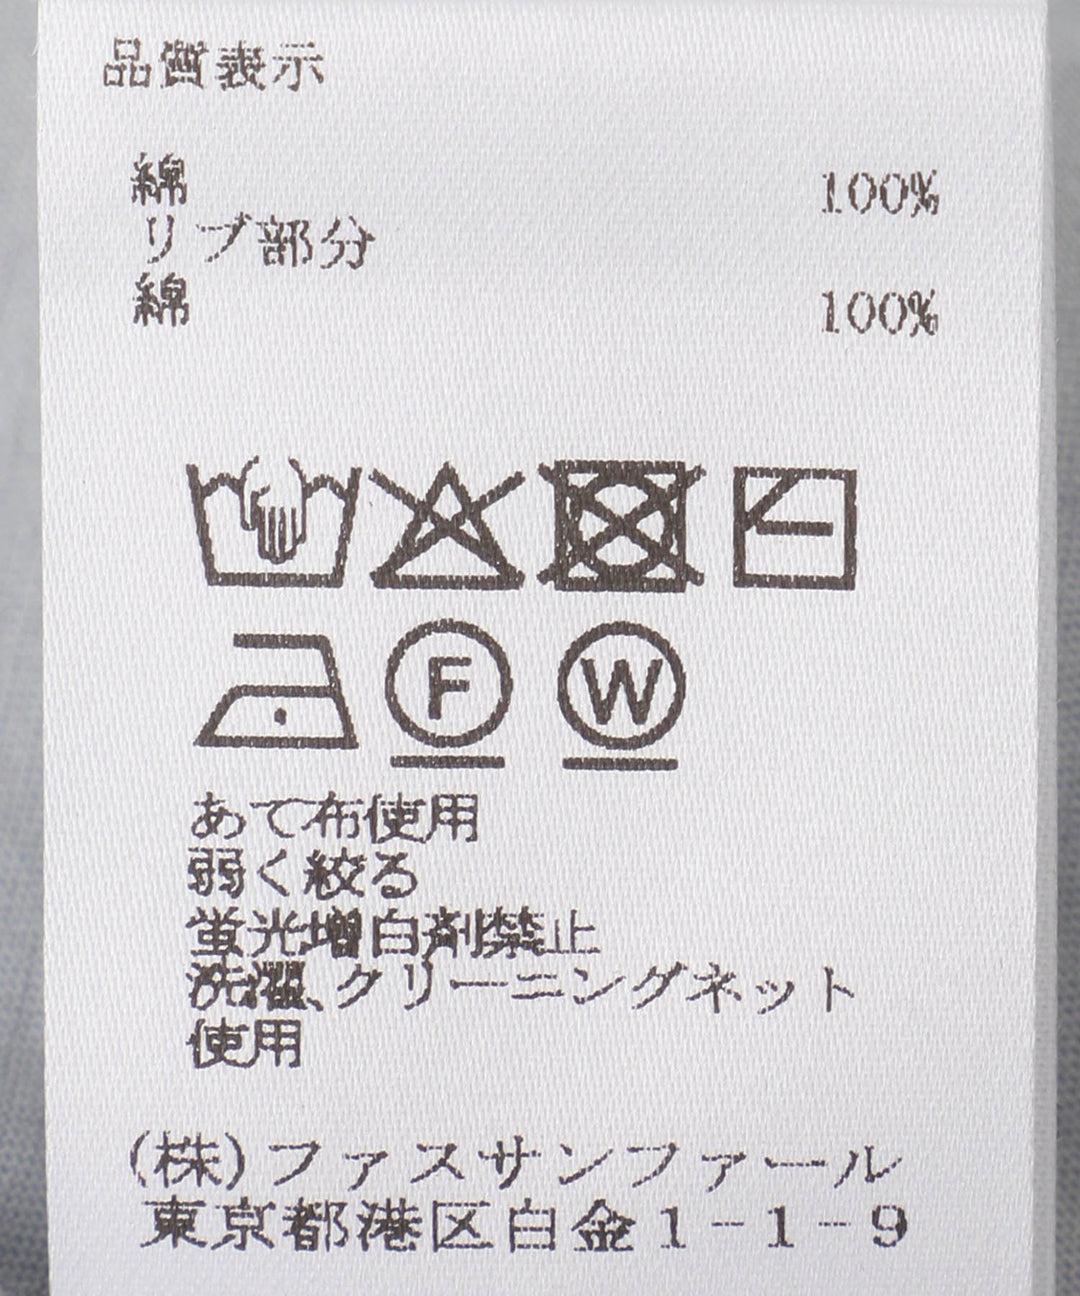 品質表示
綿 100%
リブ部分
綿 100%
F W
あて布使用
弱く絞る
蛍光増白剤禁止
洗濯、クリーニングネット
使用
(株)ファスサンファール
東京都港区白金1-1-9